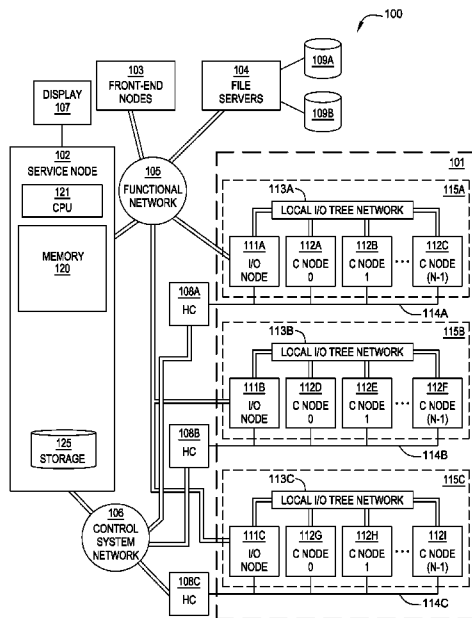 100
103
FRONT-END
NODES
104
FILE
SERVERS
109A
109B
DISPLAY
107
102
SERVICE NODE
121
CPU
MEMORY
120
125
STORAGE
105
FUNCTIONAL
NETWORK
106
CONTROL
SYSTEM
NETWORK
108A
HC
108B
HC
108C
HC
101
115A
113A
LOCAL I/O TREE NETWORK
111A
I/O
NODE
112A
C NODE
0
112B
C NODE
1
...
112C
C NODE
(N-1)
114A
115B
113B
LOCAL I/O TREE NETWORK
111B
I/O
NODE
112D
C NODE
0
112E
C NODE
1
...
112F
C NODE
(N-1)
114B
115C
113C
LOCAL I/O TREE NETWORK
111C
I/O
NODE
112G
C NODE
0
112H
C NODE
1
...
112I
C NODE
(N-1)
114C